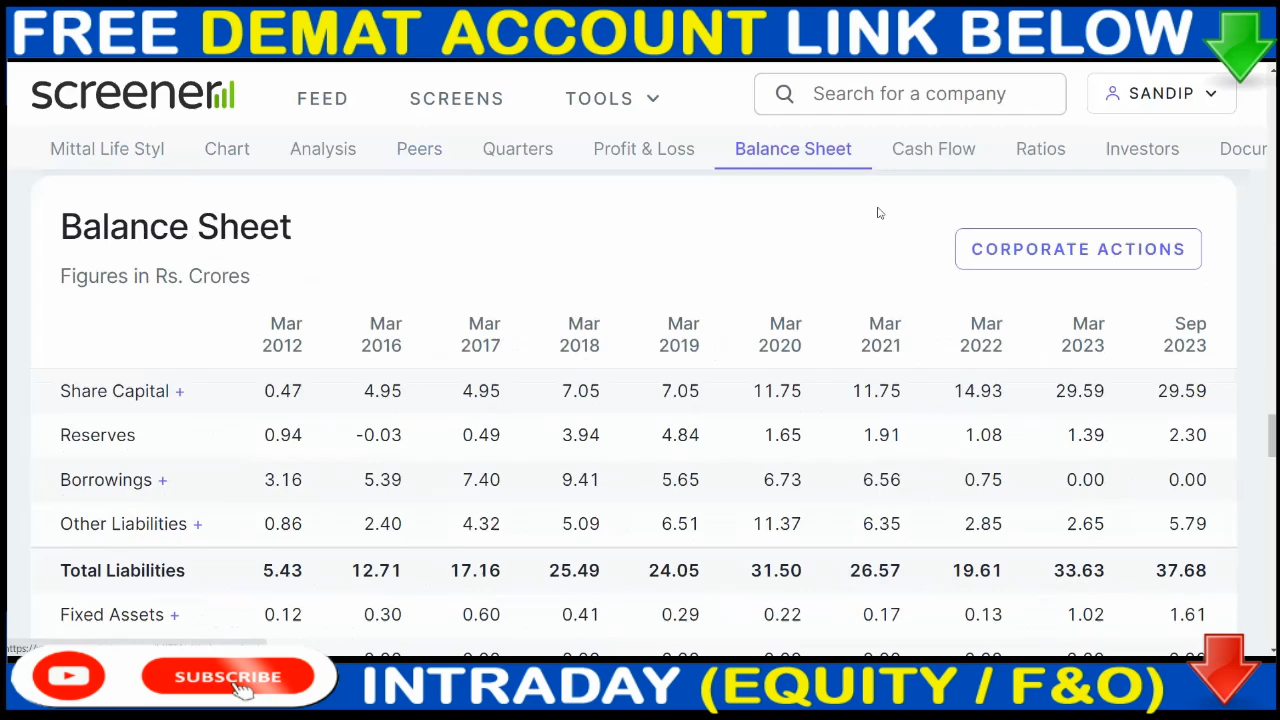 FREE DEMAT ACCOUNT LINK BELOW
screener
FEED SCREENS TOOLS Search for a company SANDIP
Mittal Life Styl Chart Analysis Peers Quarters Profit & Loss Balance Sheet Cash Flow Ratios Investors Docur
Balance Sheet
CORPORATE ACTIONS
Figures in Rs. Crores
Mar 2012 Mar 2016 Mar 2017 Mar 2018 Mar 2019 Mar 2020 Mar 2021 Mar 2022 Mar 2023 Sep 2023
Share Capital + 0.47 4.95 4.95 7.05 7.05 11.75 11.75 14.93 29.59 29.59
Reserves 0.94 -0.03 0.49 3.94 4.84 1.65 1.91 1.08 1.39 2.30
Borrowings + 3.16 5.39 7.40 9.41 5.65 6.73 6.56 0.75 0.00 0.00
Other Liabilities + 0.86 2.40 4.32 5.09 6.51 11.37 6.35 2.85 2.65 5.79
Total Liabilities 5.43 12.71 17.16 25.49 24.05 31.50 26.57 19.61 33.63 37.68
Fixed Assets + 0.12 0.30 0.60 0.41 0.29 0.22 0.17 0.13 1.02 1.61
SUBSCRIBE
INTRADAY (EQUITY / F&O)